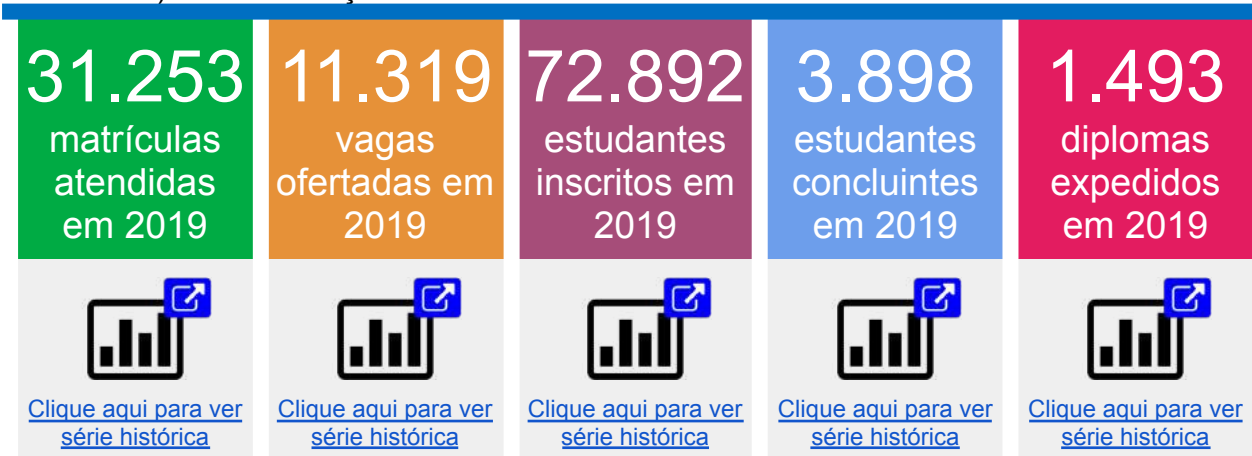 31.253
matrículas
atendidas
em 2019
11.319
vagas
ofertadas em
2019
72.892
estudantes
inscritos em
2019
3.898
estudantes
concluintes
em 2019
1.493
diplomas
expedidos
em 2019
Clique aqui para ver
série histórica
Clique aqui para ver
série histórica
Clique aqui para ver
série histórica
Clique aqui para ver
série histórica
Clique aqui para ver
série histórica